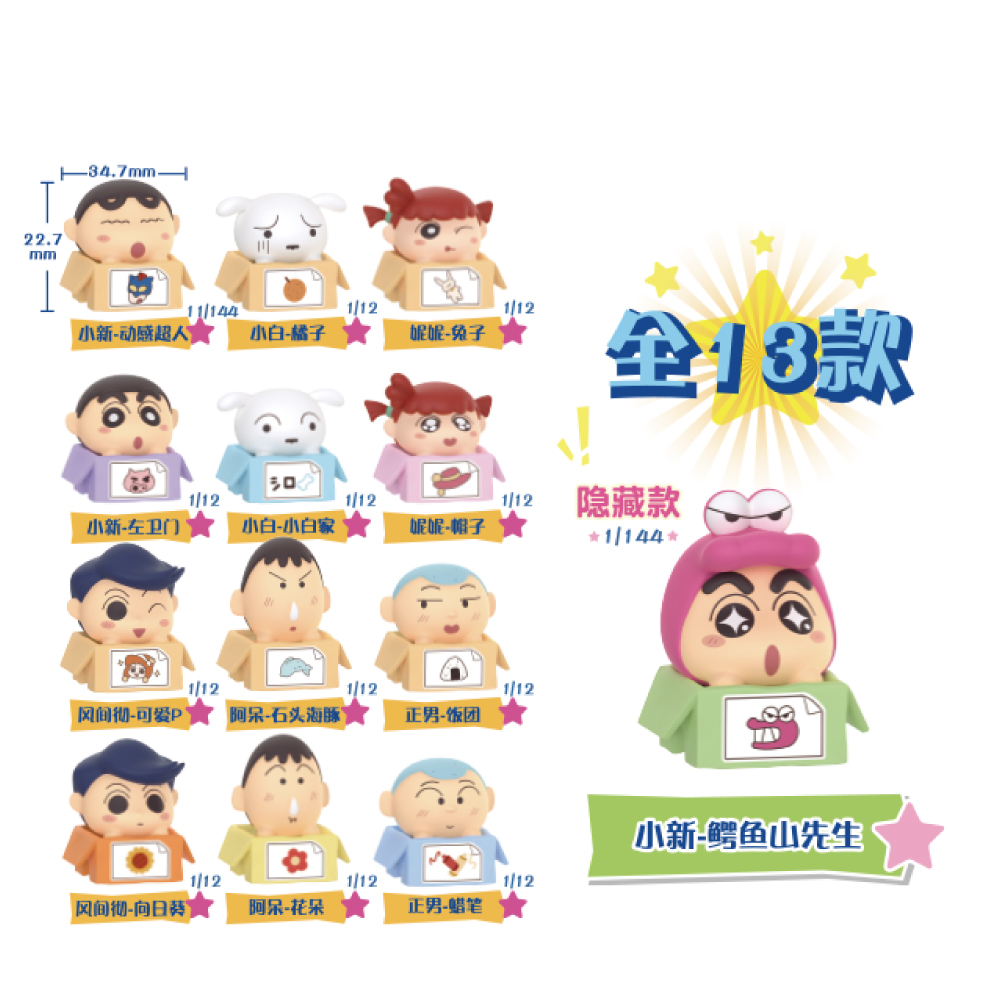 34.7mm
22.7
mm
11/144
1/12
1/12
小新-动感超人
小白-橘子
妮妮-兔子
シロ
1/12
1/12
1/12
小新-左卫门
小白-小白家
妮妮-帽子
1/12
1/12
1/12
风间彻-可爱P
阿呆-石头海豚
正男-饭团
1/12
1/12
1/12
风间彻-向日葵
阿呆-花朵
正男-蜡笔
全13款
隐藏款
1/144
小新-鳄鱼山先生